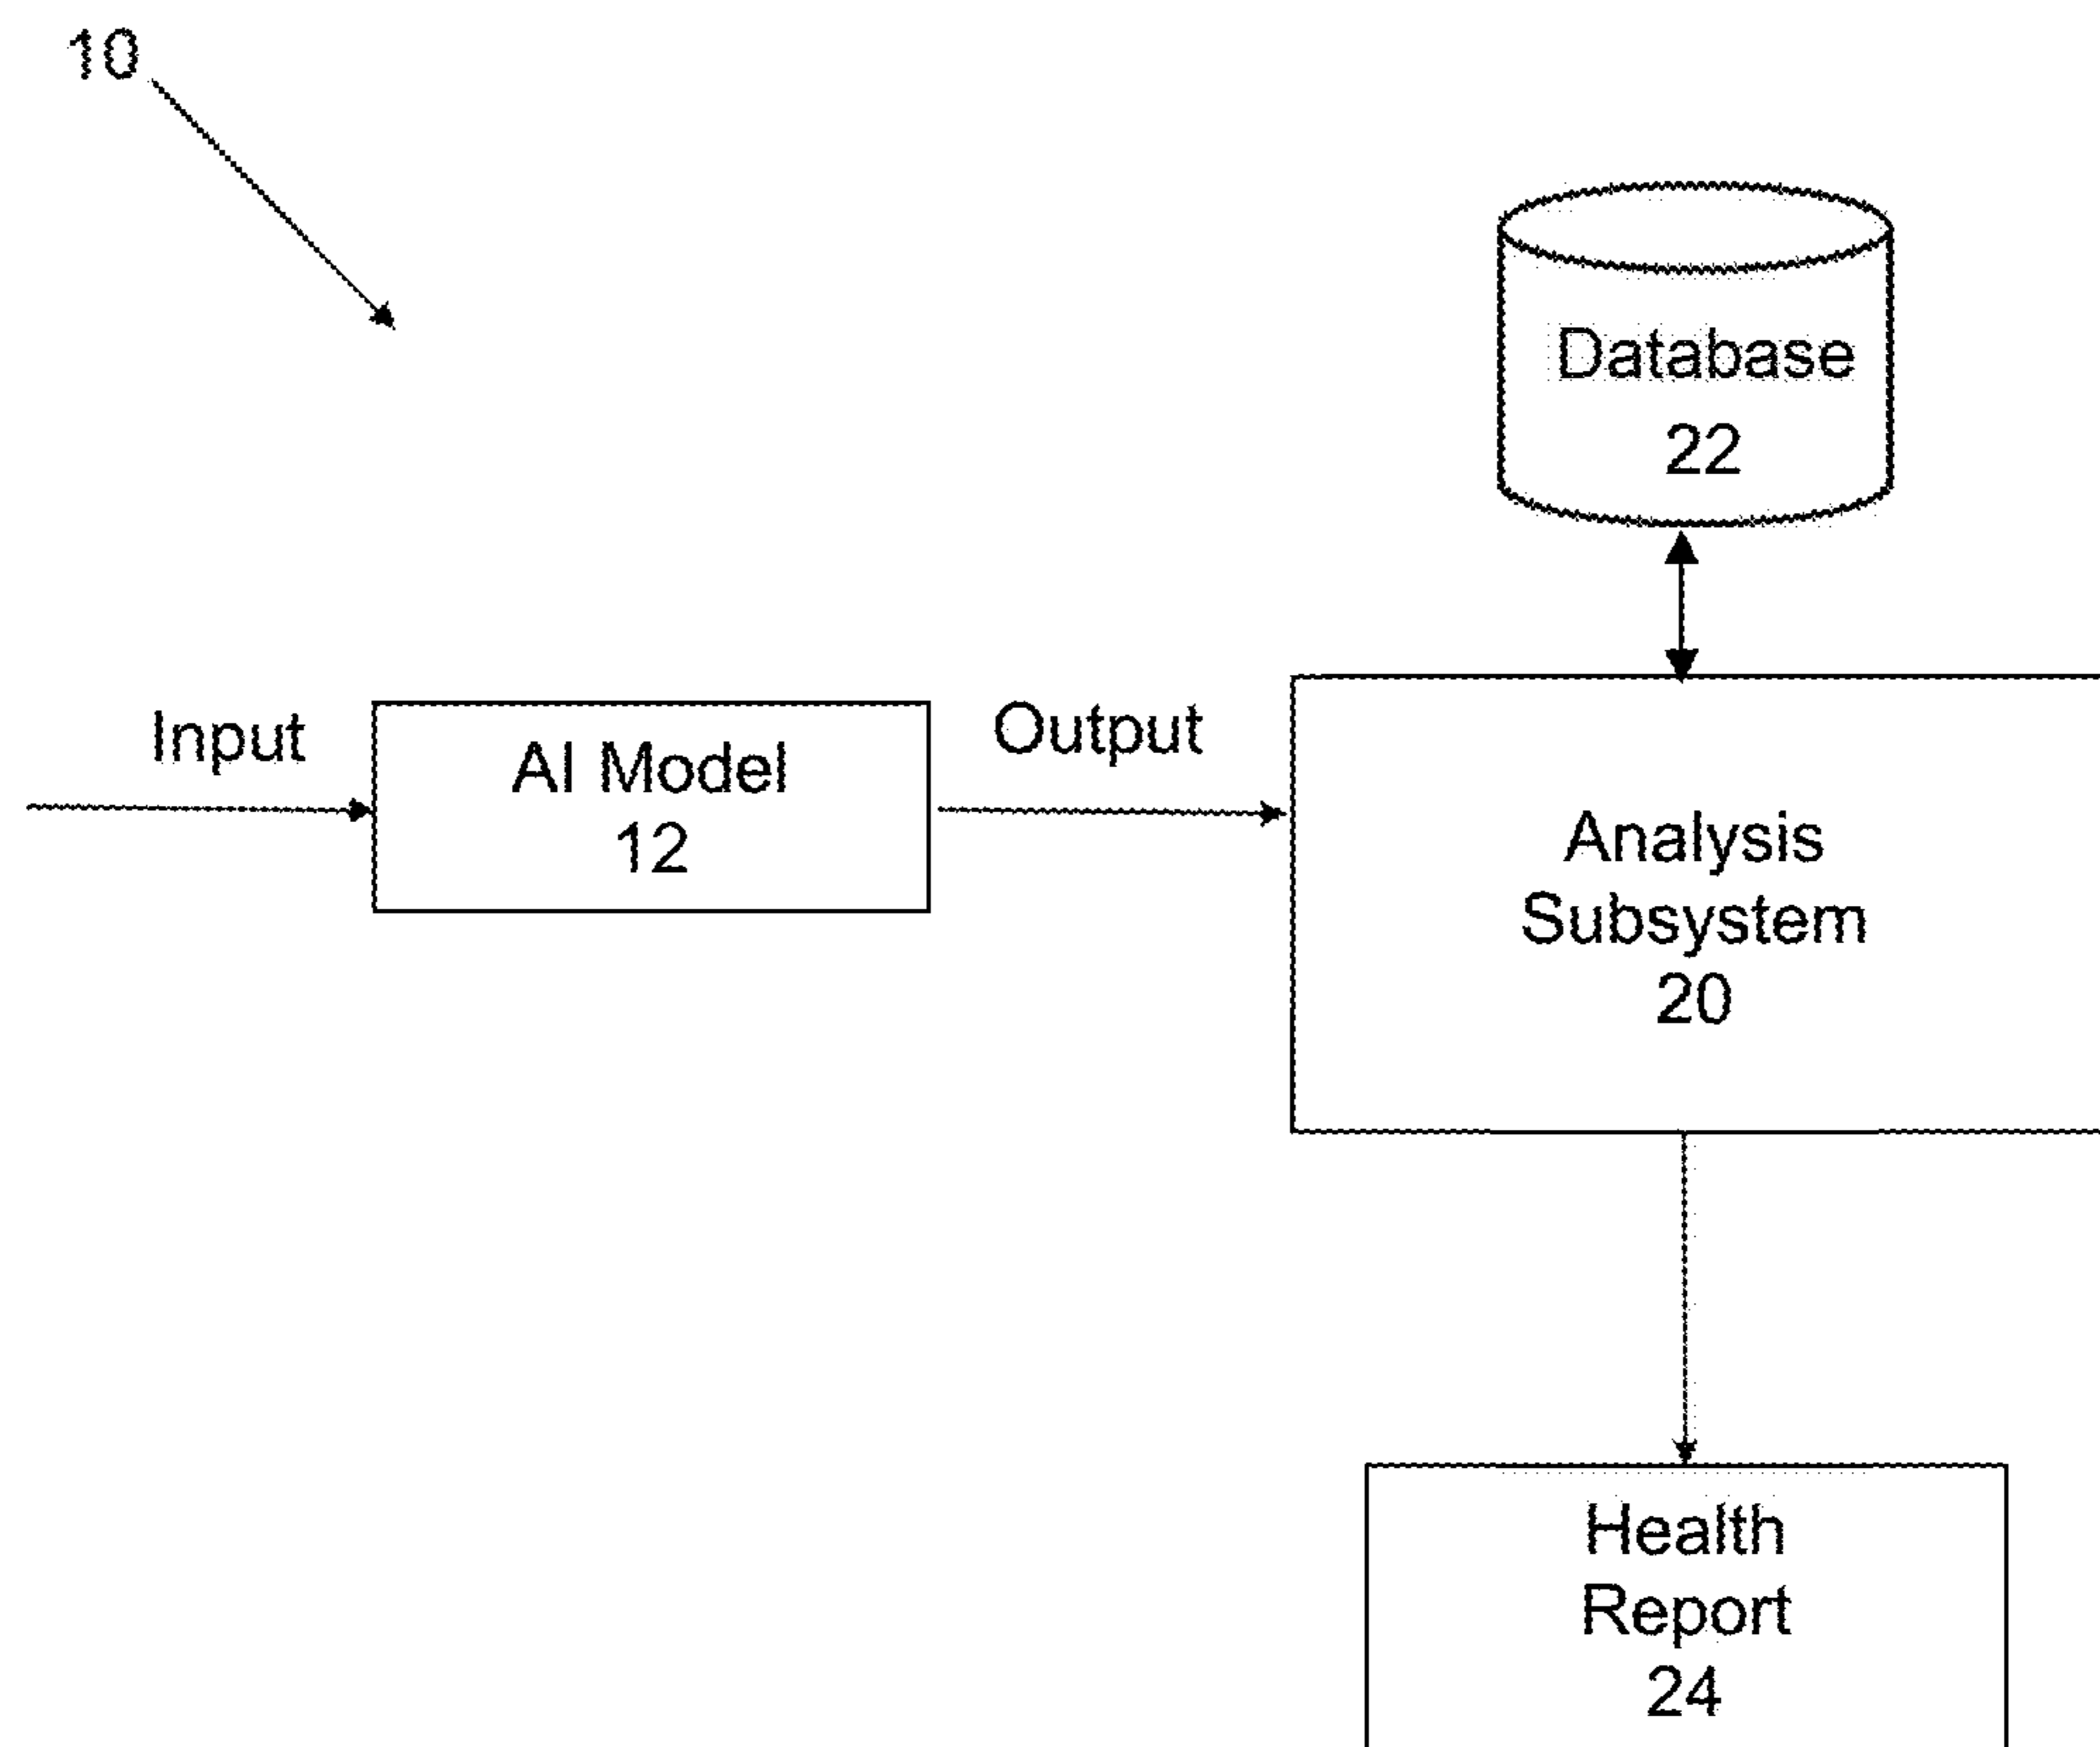 10
Database
22
Input
AI Model
12
Output
Analysis
Subsystem
20
Health
Report
24